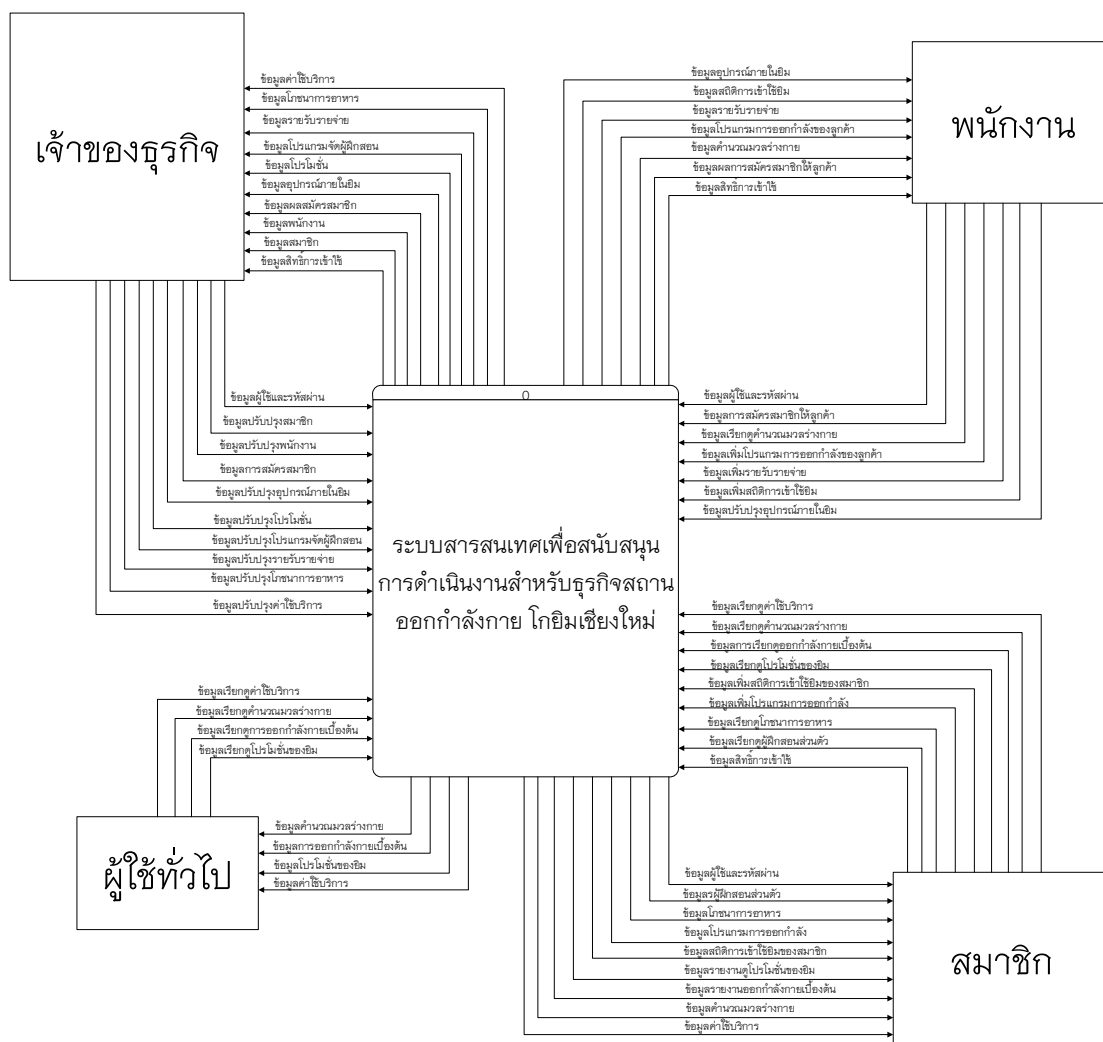 เจ้าของธุรกิจ
ข้อมูลค่าใช้บริการ
ข้อมูลโภชนาการอาหาร
ข้อมูลรายรับรายจ่าย
ข้อมูลโปรแกรมจัดผู้ฝึกสอน
ข้อมูลโปรโมชั่น
ข้อมูลอุปกรณ์ภายในยิม
ข้อมูลผลสมัครสมาชิก
ข้อมูลพนักงาน
ข้อมูลสมาชิก
ข้อมูลสิทธิ์การเข้าใช้
พนักงาน
ข้อมูลอุปกรณ์ภายในยิม
ข้อมูลสถิติการเข้าใช้ยิม
ข้อมูลรายรับรายจ่าย
ข้อมูลโปรแกรมการออกกำลังของลูกค้า
ข้อมูลคำนวณมวลร่างกาย
ข้อมูลผลการสมัครสมาชิกให้ลูกค้า
ข้อมูลสิทธิ์การเข้าใช้
ข้อมูลผู้ใช้และรหัสผ่าน
ข้อมูลปรับปรุงสมาชิก
ข้อมูลปรับปรุงพนักงาน
ข้อมูลการสมัครสมาชิก
ข้อมูลปรับปรุงอุปกรณ์ภายในยิม
ข้อมูลปรับปรุงโปรโมชั่น
ข้อมูลปรับปรุงโปรแกรมจัดผู้ฝึกสอน
ข้อมูลปรับปรุงรายรับรายจ่าย
ข้อมูลปรับปรุงโภชนาการอาหาร
ข้อมูลปรับปรุงค่าใช้บริการ
0
ระบบสารสนเทศเพื่อสนับสนุน
การดำเนินงานสำหรับธุรกิจสถาน
ออกกำลังกาย โกยิมเชียงใหม่
ข้อมูลผู้ใช้และรหัสผ่าน
ข้อมูลการสมัครสมาชิกให้ลูกค้า
ข้อมูลเรียกดูคำนวณมวลร่างกาย
ข้อมูลเพิ่มโปรแกรมการออกกำลังของลูกค้า
ข้อมูลเพิ่มรายรับรายจ่าย
ข้อมูลเพิ่มสถิติการเข้าใช้ยิม
ข้อมูลปรับปรุงอุปกรณ์ภายในยิม
ข้อมูลเรียกดูค่าใช้บริการ
ข้อมูลเรียกดูคำนวณมวลร่างกาย
ข้อมูลการเรียกดูออกกำลังกายเบื้องต้น
ข้อมูลเรียกดูโปรโมชั่นของยิม
ข้อมูลเพิ่มสถิติการเข้าใช้ยิมของสมาชิก
ข้อมูลเพิ่มโปรแกรมการออกกำลัง
ข้อมูลเรียกดูโภชนาการอาหาร
ข้อมูลเรียกดูผู้ฝึกสอนส่วนตัว
ข้อมูลสิทธิ์การเข้าใช้
ข้อมูลเรียกดูค่าใช้บริการ
ข้อมูลเรียกดูคำนวณมวลร่างกาย
ข้อมูลเรียกดูการออกกำลังกายเบื้องต้น
ข้อมูลเรียกดูโปรโมชั่นของยิม
ผู้ใช้ทั่วไป
ข้อมูลคำนวณมวลร่างกาย
ข้อมูลการออกกำลังกายเบื้องต้น
ข้อมูลโปรโมชั่นของยิม
ข้อมูลค่าใช้บริการ
ข้อมูลผู้ใช้และรหัสผ่าน
ข้อมูลรผู้ฝึกสอนส่วนตัว
ข้อมูลโภชนาการอาหาร
ข้อมูลโปรแกรมการออกกำลัง
ข้อมูลสถิติการเข้าใช้ยิมของสมาชิก
ข้อมูลรายงานดูโปรโมชั่นของยิม
ข้อมูลรายงานออกกำลังกายเบื้องต้น
ข้อมูลคำนวณมวลร่างกาย
ข้อมูลค่าใช้บริการ
สมาชิก